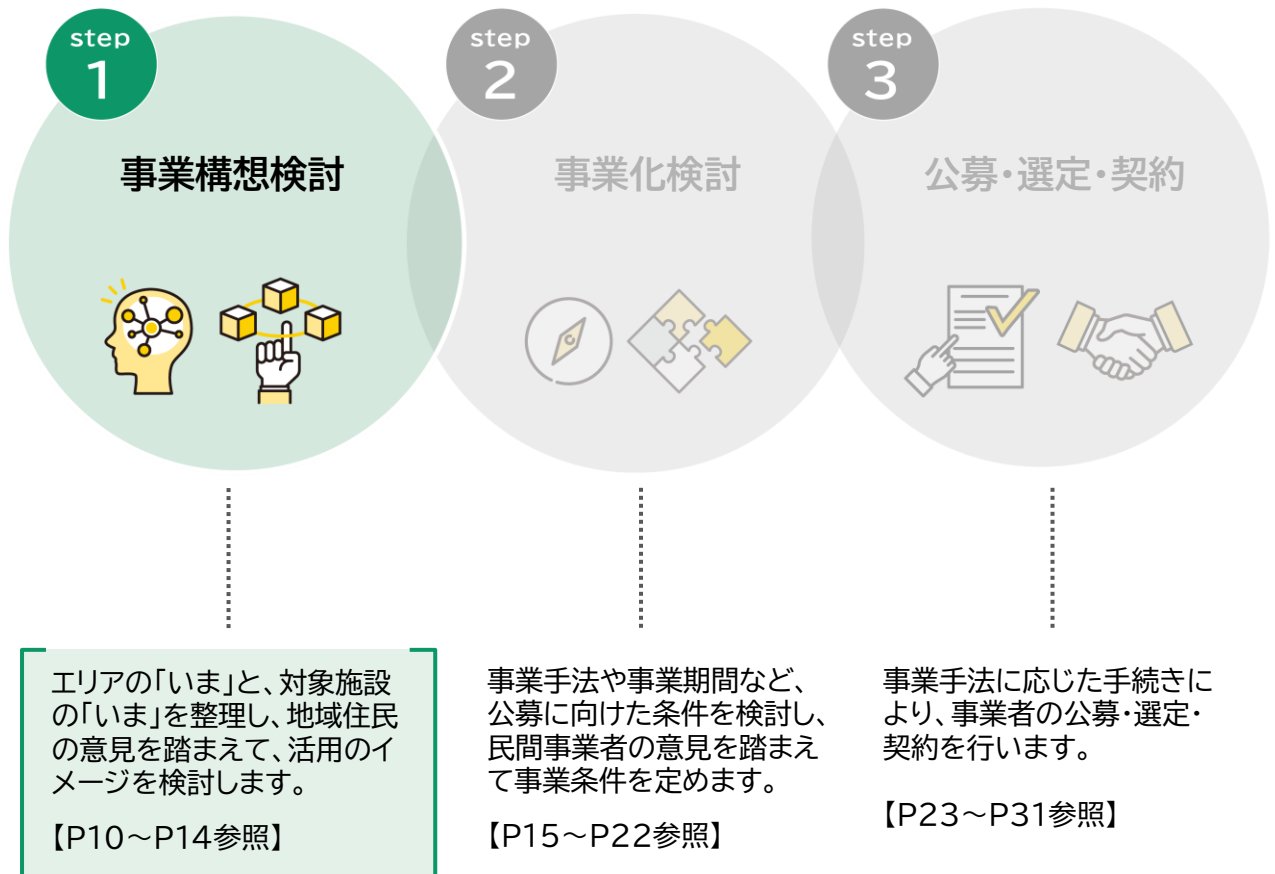 step
1
事業構想検討
step
2
事業化検討
step
3
公募・選定・契約
エリアの「いま」と、対象施設
の「いま」を整理し、地域住民
の意見を踏まえて、活用のイ
メージを検討します。
【P10～P14参照】
事業手法や事業期間など、
公募に向けた条件を検討し、
民間事業者の意見を踏まえ
て事業条件を定めます。
【P15～P22参照】
事業手法に応じた手続きに
より、事業者の公募・選定・
契約を行います。
【P23～P31参照】